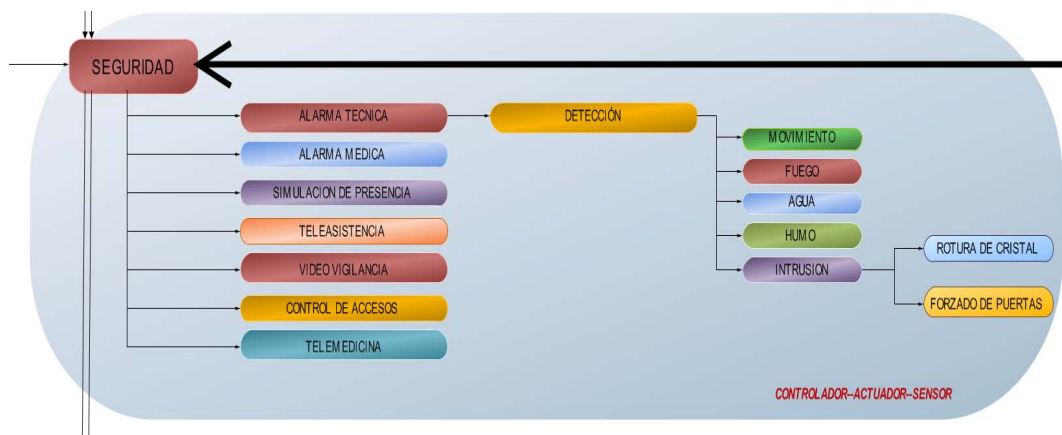 SEGURIDAD
ALARMA TECNICA
DETECCIÓN
MOVIMIENTO
ALARMA MEDICA
FUEGO
SIMULACION DE PRESENCIA
AGUA
TELEASISTENCIA
HUMO
ROTURA DE CRISTAL
VIDEO VIGILANCIA
INTRUSION
CONTROL DE ACCESOS
FORZADO DE PUERTAS
TELEMEDICINA
CONTROLADOR--ACTUADOR--SENSOR